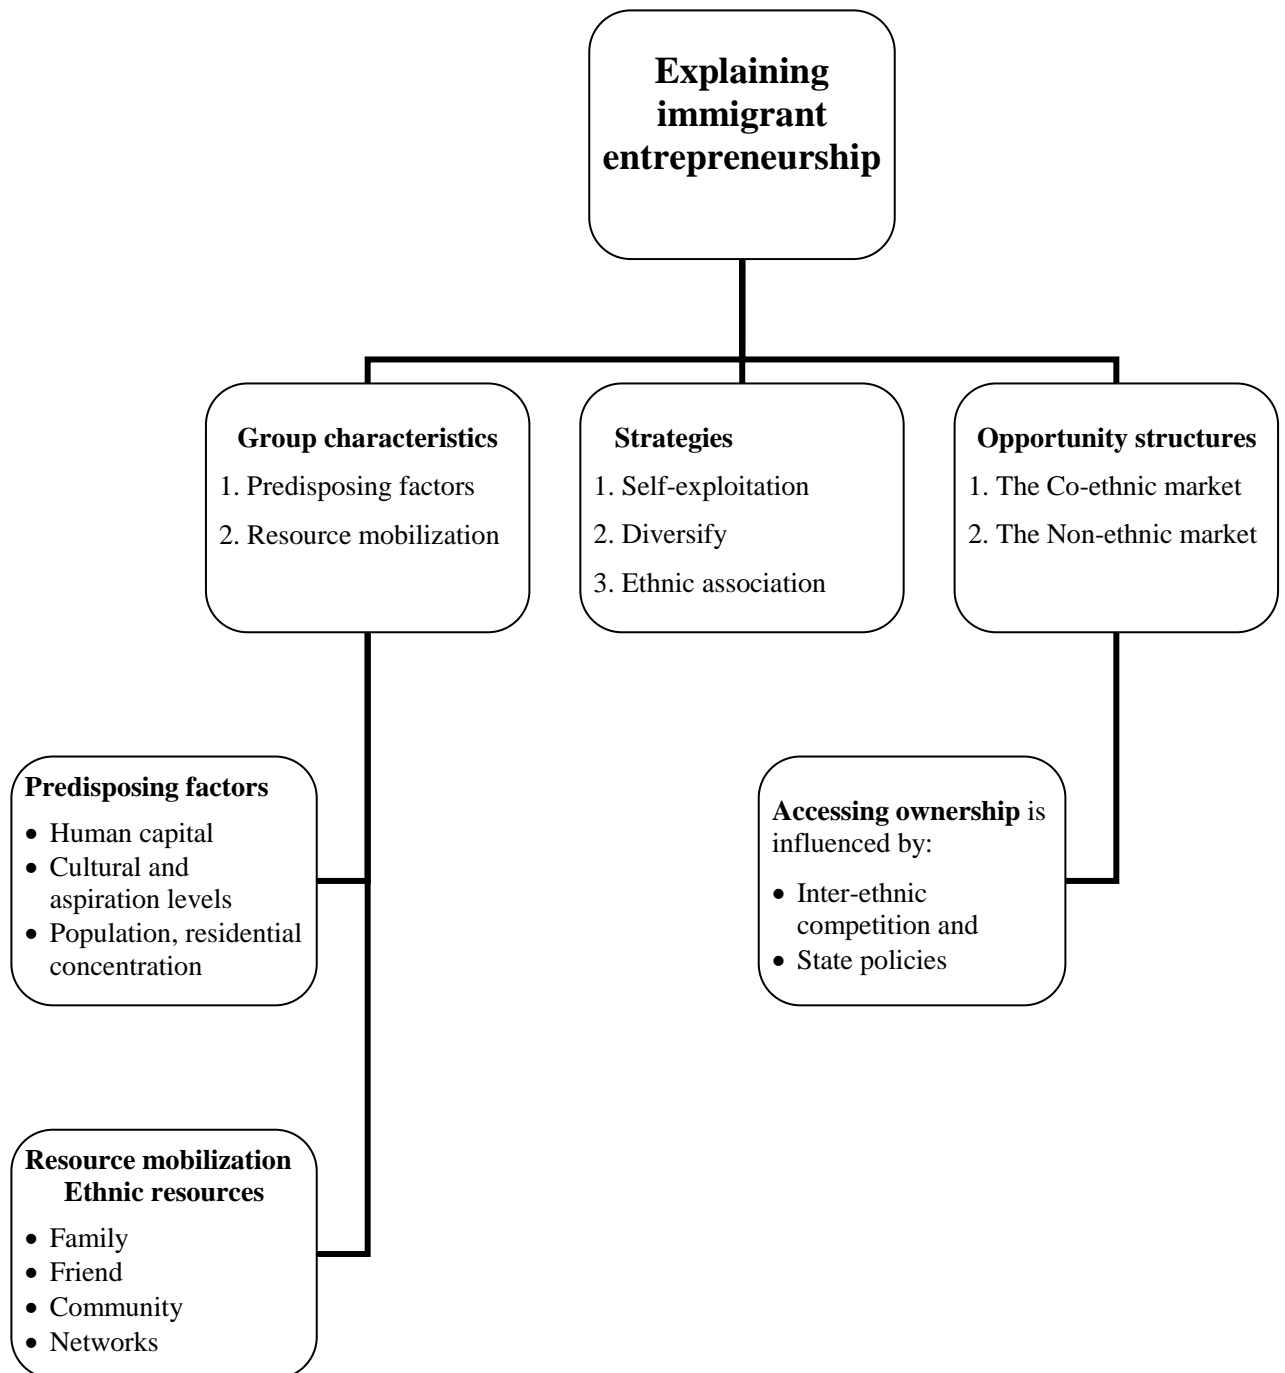 Explaining
immigrant
entrepreneurship
Group characteristics
1. Predisposing factors
2. Resource mobilization
Strategies
1. Self-exploitation
2. Diversify
3. Ethnic association
Opportunity structures
1. The Co-ethnic market
2. The Non-ethnic market
Predisposing factors
• Human capital
• Cultural and
aspiration levels
• Population, residential
concentration
Accessing ownership is
influenced by:
• Inter-ethnic
competition and
• State policies
Resource mobilization
Ethnic resources
• Family
• Friend
• Community
• Networks